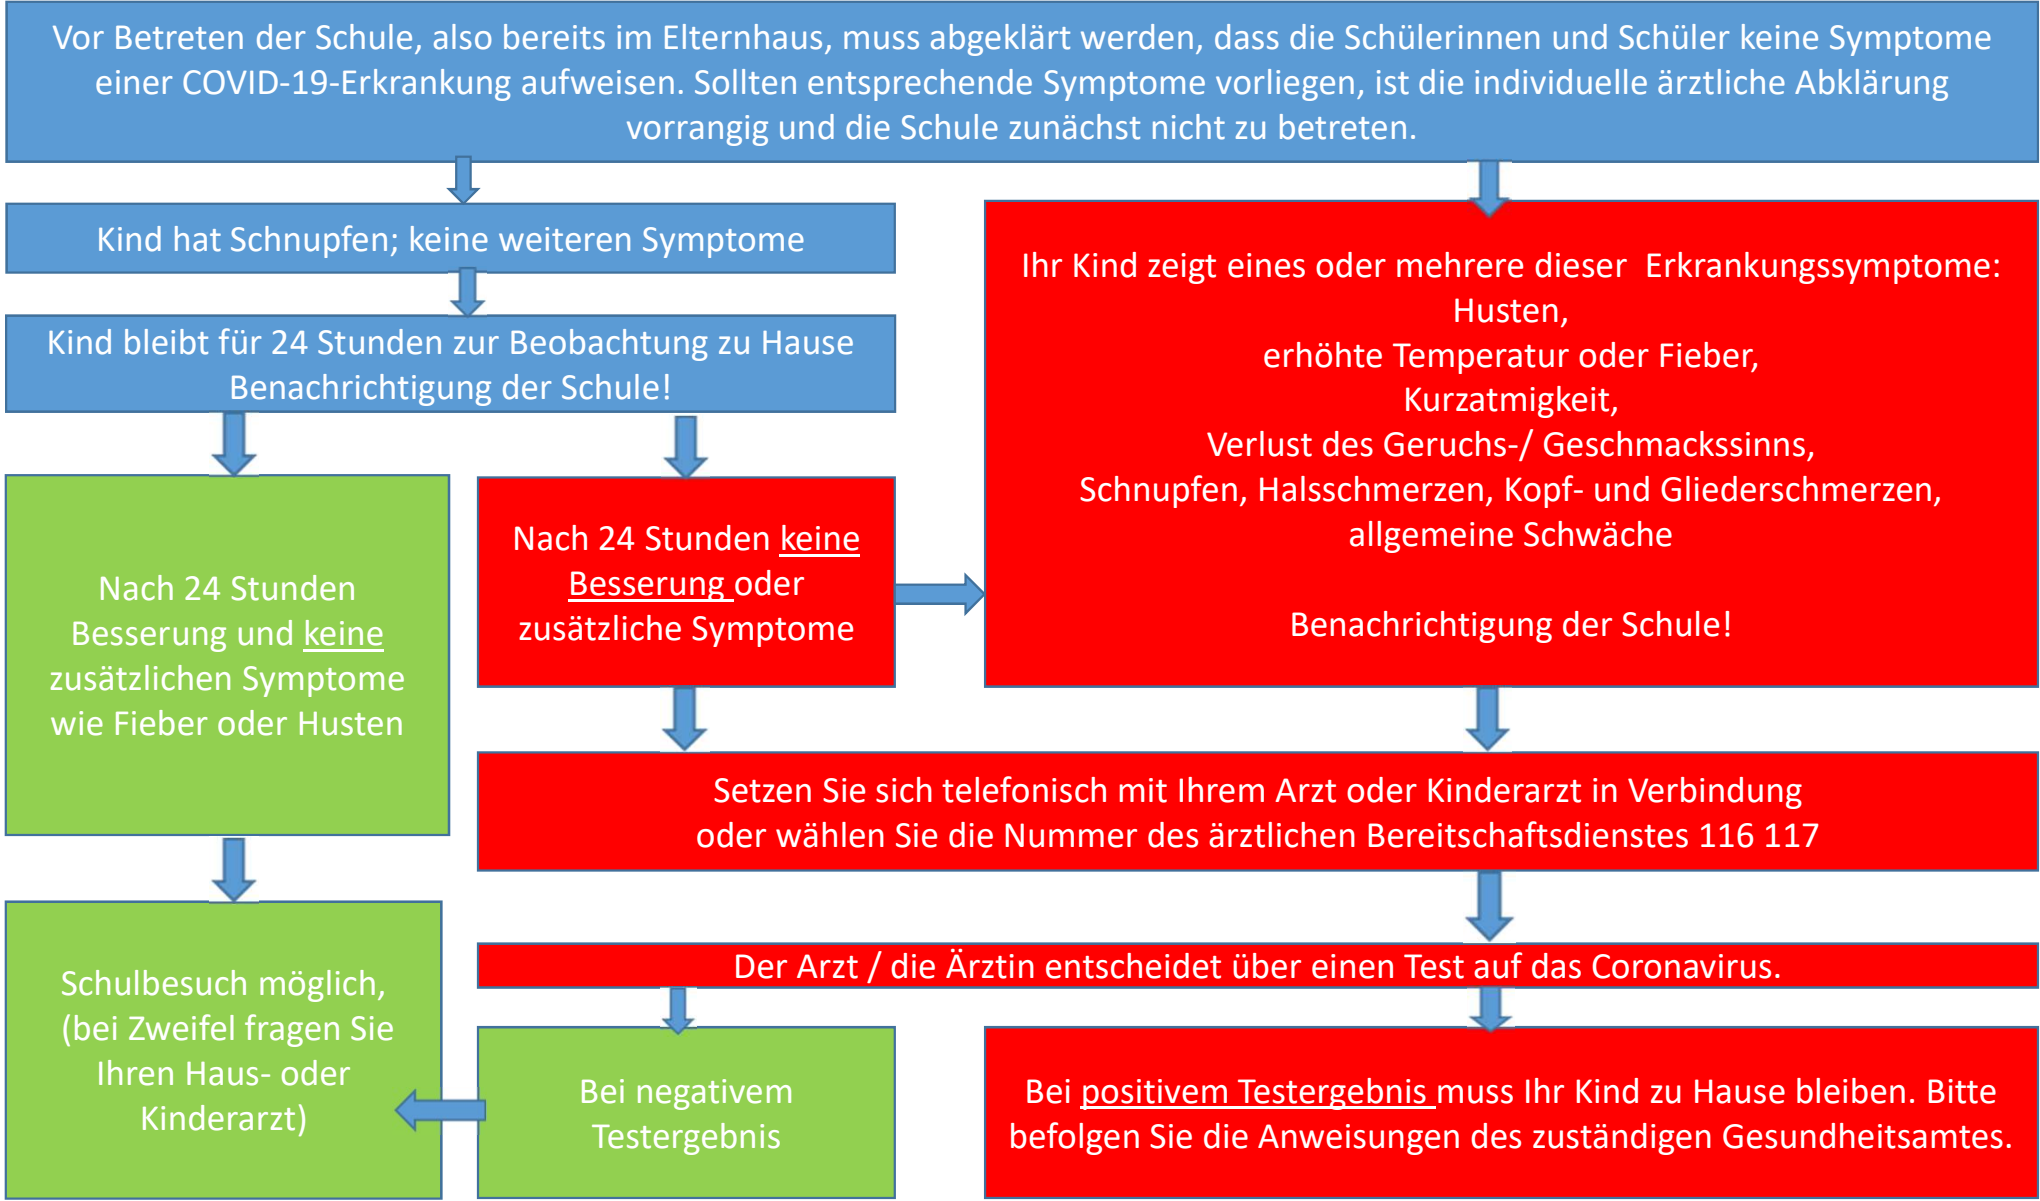 Vor Betreten der Schule, also bereits im Elternhaus, muss abgeklärt werden, dass die Schülerinnen und Schüler keine Symptome
einer COVID-19-Erkrankung aufweisen. Sollten entsprechende Symptome vorliegen, ist die individuelle ärztliche Abklärung
vorrangig und die Schule zunächst nicht zu betreten.
Kind hat Schnupfen; keine weiteren Symptome
Kind bleibt für 24 Stunden zur Beobachtung zu Hause
Benachrichtigung der Schule!
Nach 24 Stunden
Besserung und keine
zusätzlichen Symptome
wie Fieber oder Husten
Nach 24 Stunden keine
Besserung oder
zusätzliche Symptome
Ihr Kind zeigt eines oder mehrere dieser Erkrankungssymptome:
Husten,
erhöhte Temperatur oder Fieber,
Kurzatmigkeit,
Verlust des Geruchs-/ Geschmackssinns,
Schnupfen, Halsschmerzen, Kopf- und Gliederschmerzen,
allgemeine Schwäche
Benachrichtigung der Schule!
Setzen Sie sich telefonisch mit Ihrem Arzt oder Kinderarzt in Verbindung
oder wählen Sie die Nummer des ärztlichen Bereitschaftsdienstes 116 117
Der Arzt / die Ärztin entscheidet über einen Test auf das Coronavirus.
Schulbesuch möglich,
(bei Zweifel fragen Sie
Ihren Haus- oder
Kinderarzt)
Bei negativem
Testergebnis
Bei positivem Testergebnis muss Ihr Kind zu Hause bleiben. Bitte
befolgen Sie die Anweisungen des zuständigen Gesundheitsamtes.